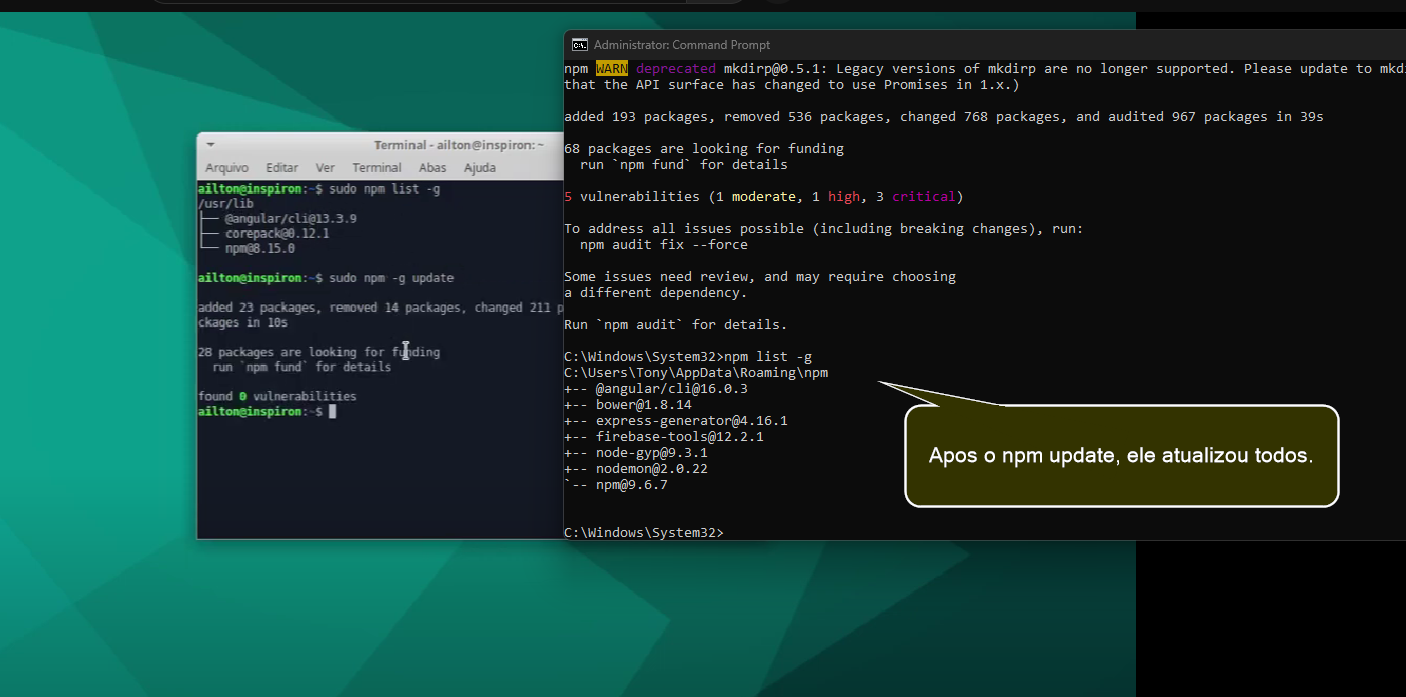 Terminal - ailton@inspiron: ~
Arquivo Editar Ver Terminal Abas Ajuda
ailton@inspiron:~$ sudo npm list -g
/usr/lib
├── @angular/cli@13.3.9
├── corepack@0.12.1
└── npm@8.15.0
ailton@inspiron:~$ sudo npm -g update
added 23 packages, removed 14 packages, changed 211 p
ckages in 10s
28 packages are looking for funding
run `npm fund` for details
found 0 vulnerabilities
ailton@inspiron:~$
Administrator: Command Prompt
npm WARN deprecated mkdirp@0.5.1: Legacy versions of mkdirp are no longer supported. Please update to mkd
that the API surface has changed to use Promises in 1.x.)
added 193 packages, removed 536 packages, changed 768 packages, and audited 967 packages in 39s
68 packages are looking for funding
run `npm fund` for details
5 vulnerabilities (1 moderate, 1 high, 3 critical)
To address all issues possible (including breaking changes), run:
npm audit fix --force
Some issues need review, and may require choosing
a different dependency.
Run `npm audit` for details.
C:\Windows\System32>npm list -g
C:\Users\Tony\AppData\Roaming\npm
+-- @angular/cli@16.0.3
+-- bower@1.8.14
+-- express-generator@4.16.1
+-- firebase-tools@12.2.1
+-- node-gyp@9.3.1
+-- nodemon@2.0.22
`-- npm@9.6.7
C:\Windows\System32>
Apos o npm update, ele atualizou todos.